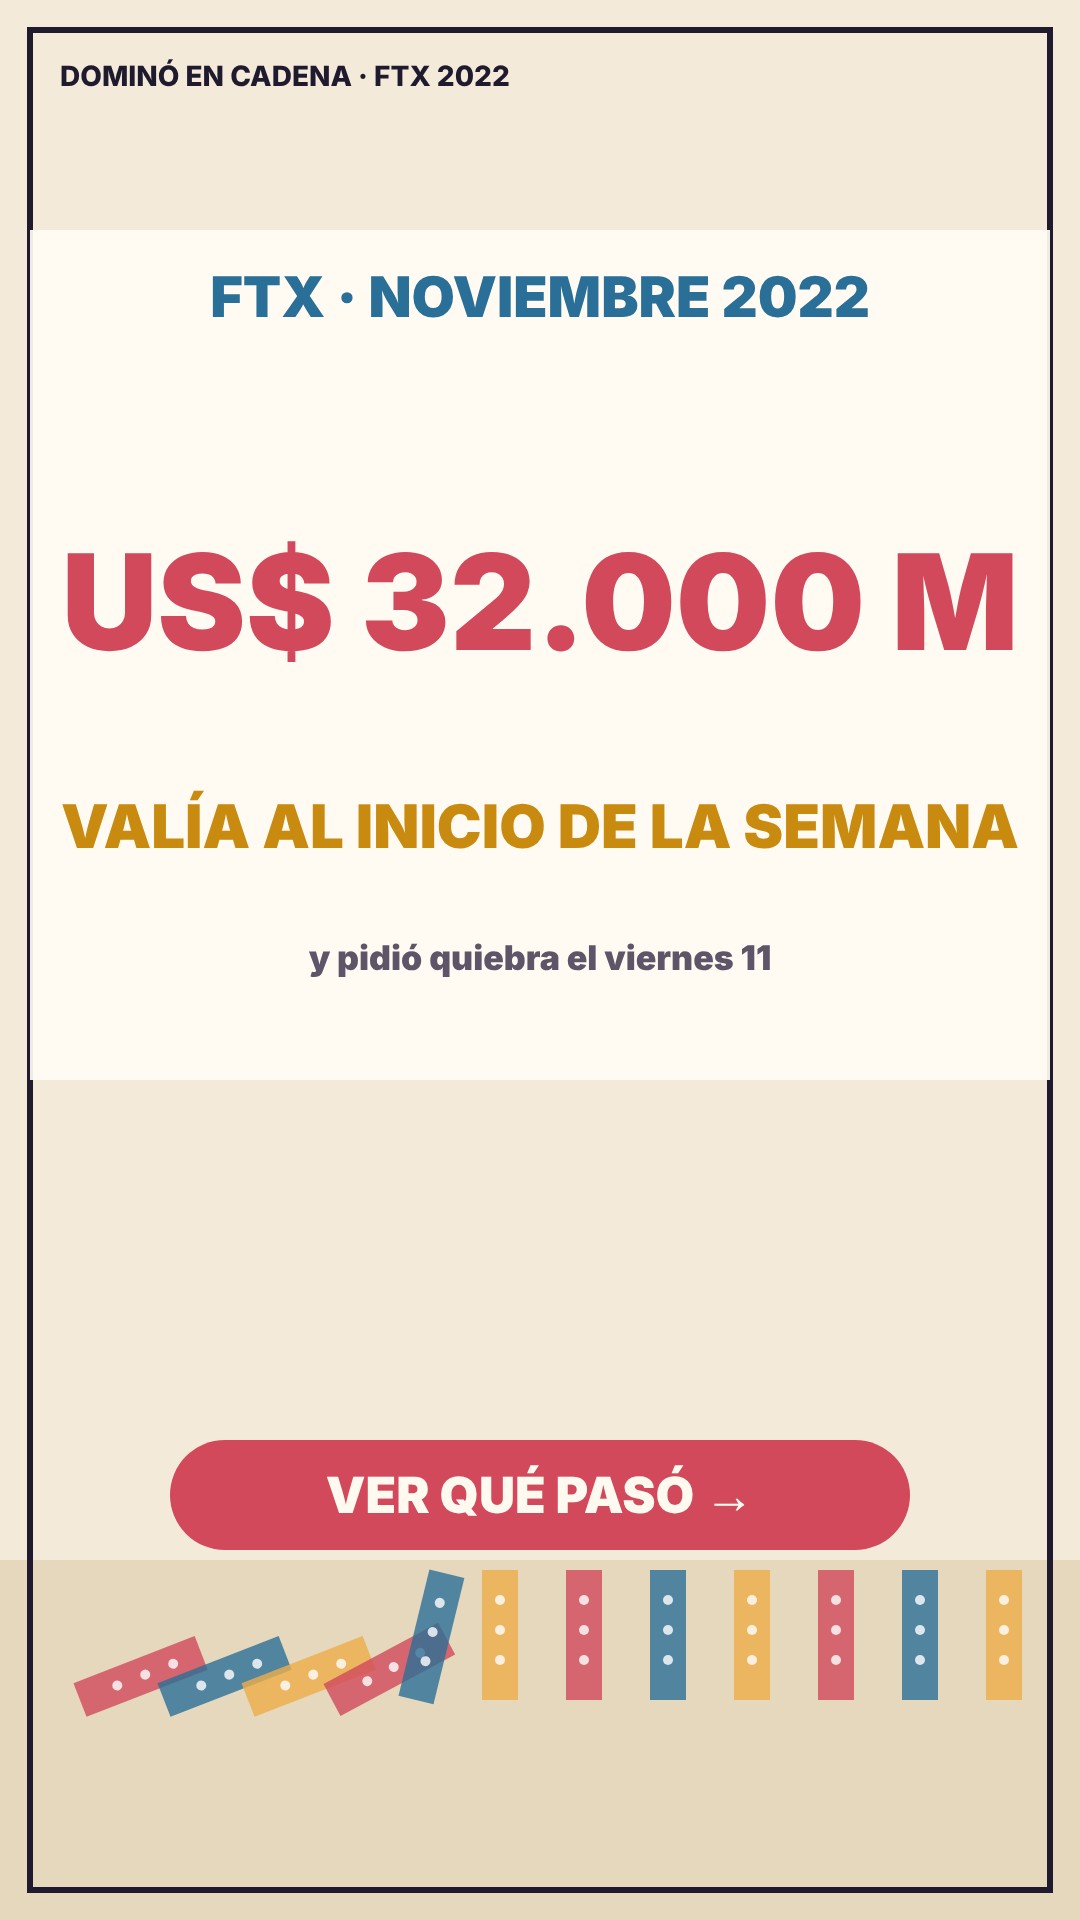 DOMINÓ EN CADENA · FTX 2022
FTX · NOVIEMBRE 2022
US$ 32.000 M
VALÍA AL INICIO DE LA SEMANA
y pidió quiebra el viernes 11
VER QUÉ PASÓ →